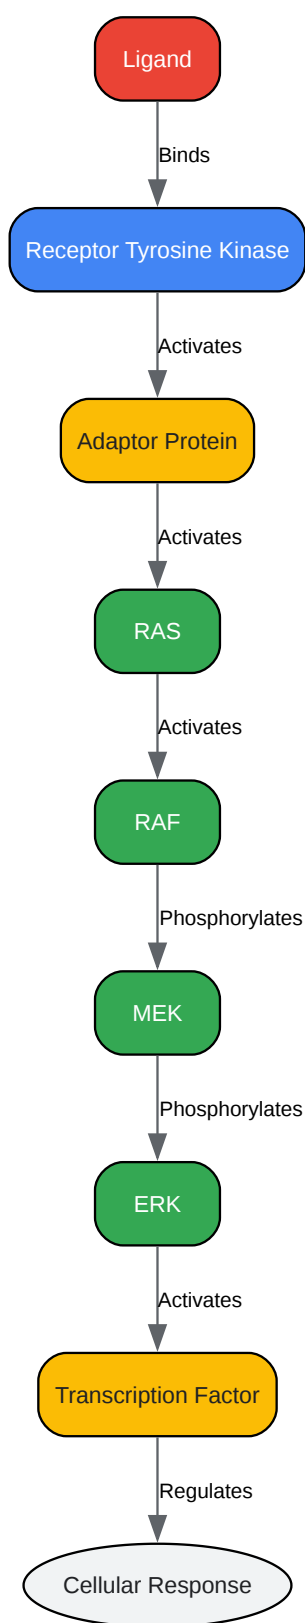 Ligand
Binds
Receptor Tyrosine Kinase
Activates
Adaptor Protein
Activates
RAS
Activates
RAF
Phosphorylates
MEK
Phosphorylates
ERK
Activates
Transcription Factor
Regulates
Cellular Response